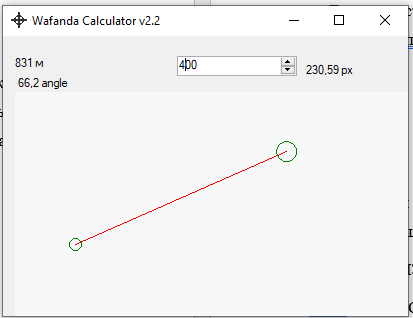 Wafanda Calculator v2.2
831 м
400
230,59 px
66,2 angle